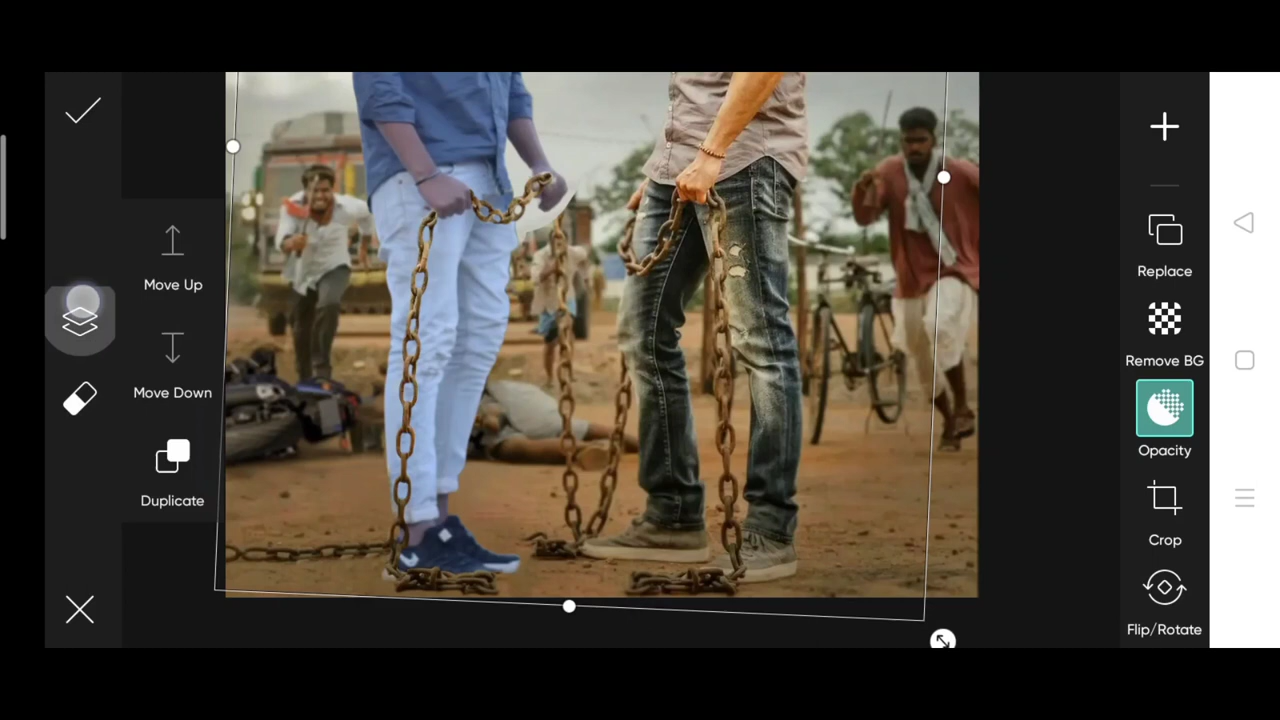 Move Up
Move Down
Duplicate
Replace
Remove BG
Opacity
Crop
Flip/Rotate